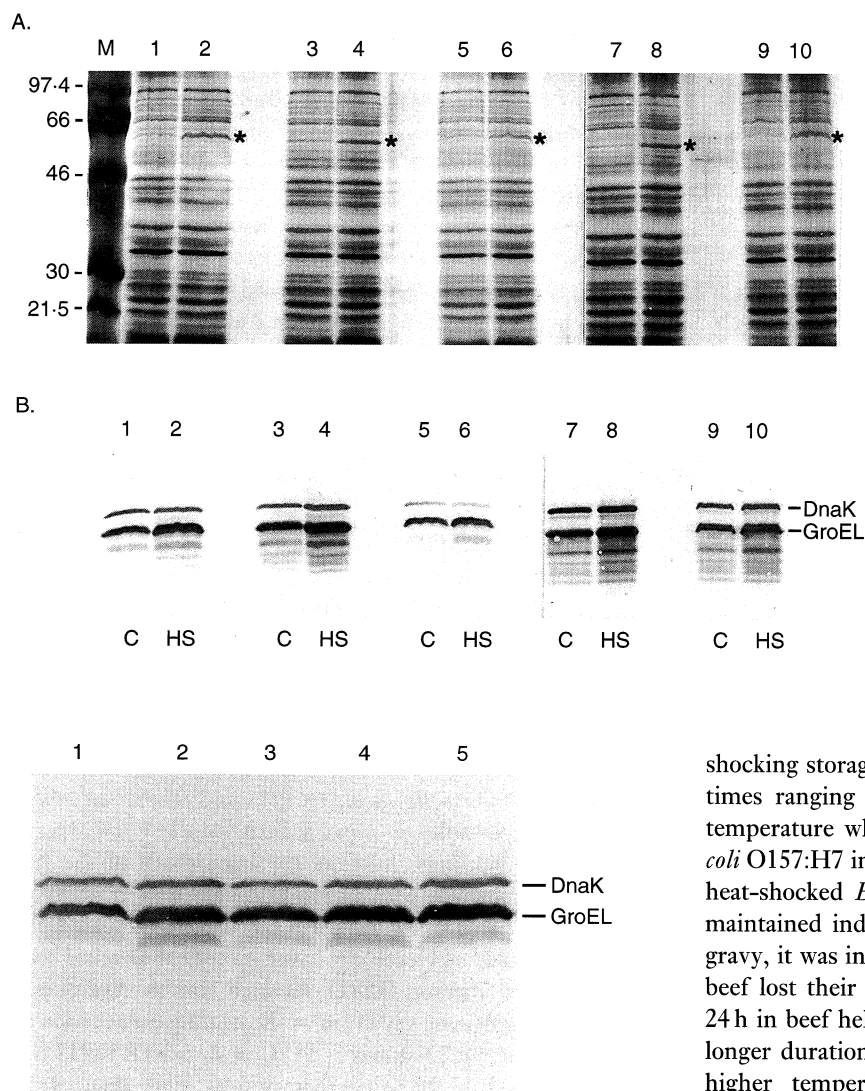 A.
M 1 2 3 4 5 6 7 8 9 10
97·4 -
66 - *
* * * *
46 -
30 -
21·5 -
B.
1 2 3 4 5 6 7 8 9 10
DnaK
GroEL
C HS C HS C HS C HS C HS
1 2 3 4 5
DnaK
GroEL
shocking storag
times ranging
temperature wh
coli O157:H7 in
heat-shocked E
maintained ind
gravy, it was in
beef lost their
24 h in beef hel
longer duration
higher temper